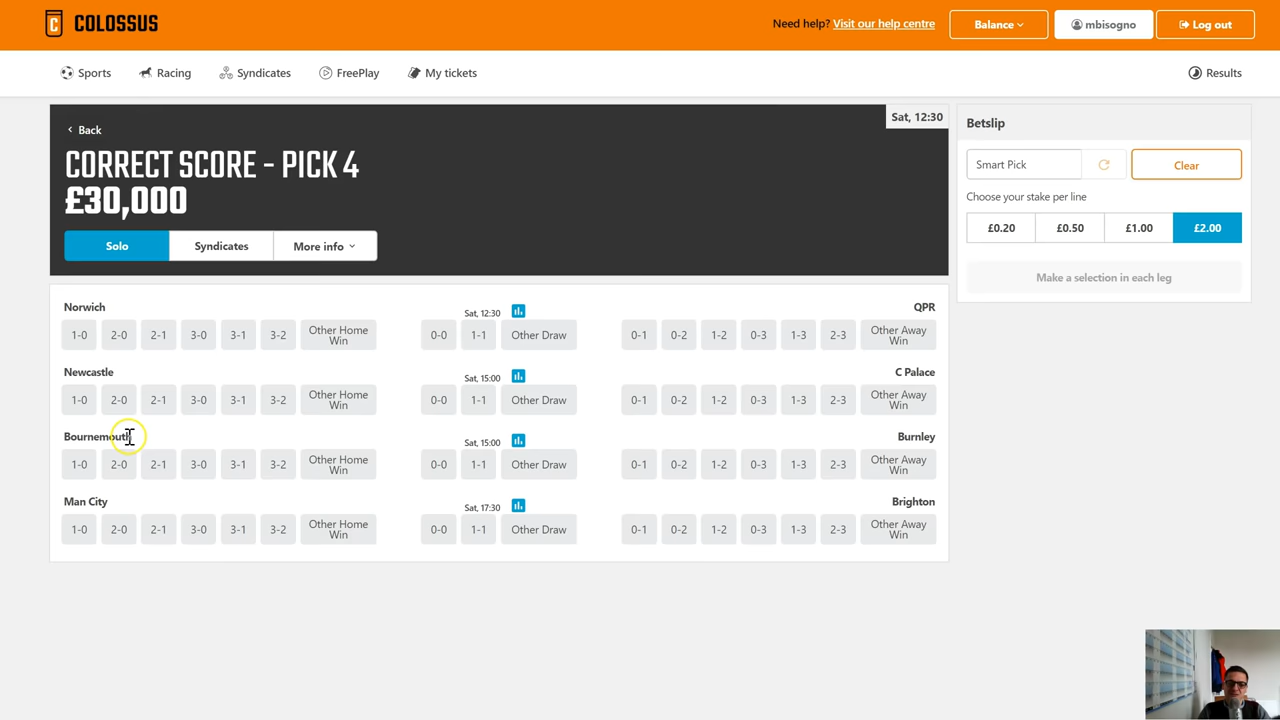 C COLOSSUS
Need help? Visit our help centre
Balance
mbisogno
Log out
Sports
Racing
Syndicates
FreePlay
My tickets
Results
Back
Sat, 12:30
CORRECT SCORE - PICK 4
£30,000
Solo
Syndicates
More info
Betslip
Smart Pick
Clear
Choose your stake per line
£0.20
£0.50
£1.00
£2.00
Make a selection in each leg
Norwich
Sat, 12:30
QPR
1-0 2-0 2-1 3-0 3-1 3-2 Other Home Win 0-0 1-1 Other Draw 0-1 0-2 1-2 0-3 1-3 2-3 Other Away Win
Newcastle
Sat, 15:00
C Palace
1-0 2-0 2-1 3-0 3-1 3-2 Other Home Win 0-0 1-1 Other Draw 0-1 0-2 1-2 0-3 1-3 2-3 Other Away Win
Bournemouth
Sat, 15:00
Burnley
1-0 2-0 2-1 3-0 3-1 3-2 Other Home Win 0-0 1-1 Other Draw 0-1 0-2 1-2 0-3 1-3 2-3 Other Away Win
Man City
Sat, 17:30
Brighton
1-0 2-0 2-1 3-0 3-1 3-2 Other Home Win 0-0 1-1 Other Draw 0-1 0-2 1-2 0-3 1-3 2-3 Other Away Win